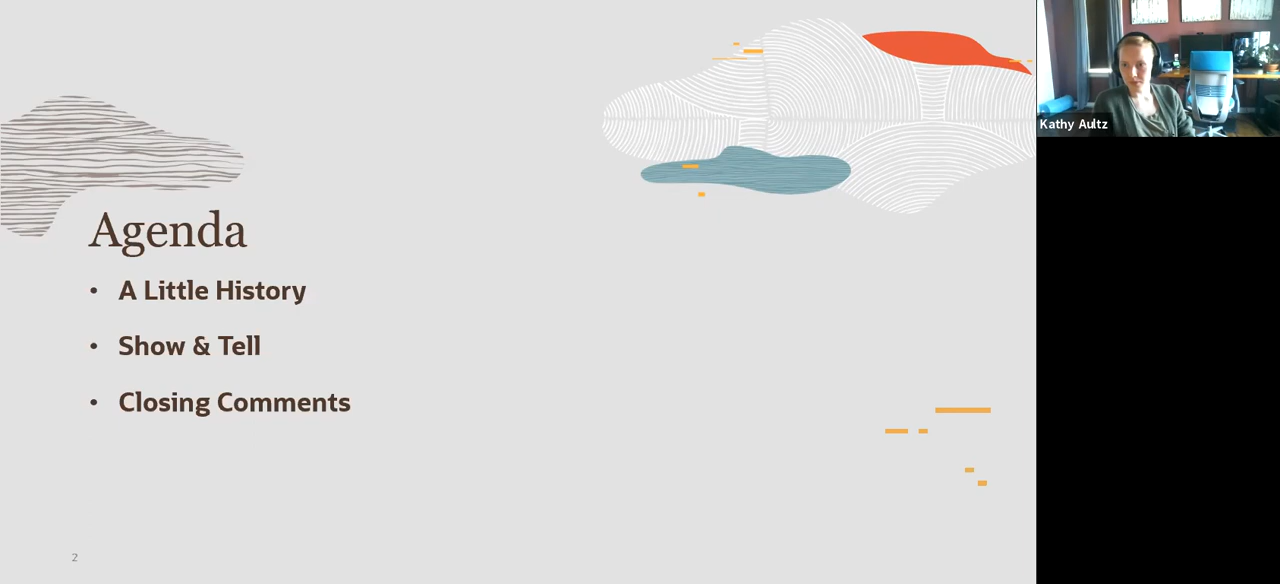 Agenda
• A Little History
• Show & Tell
• Closing Comments
2
Kathy Aultz